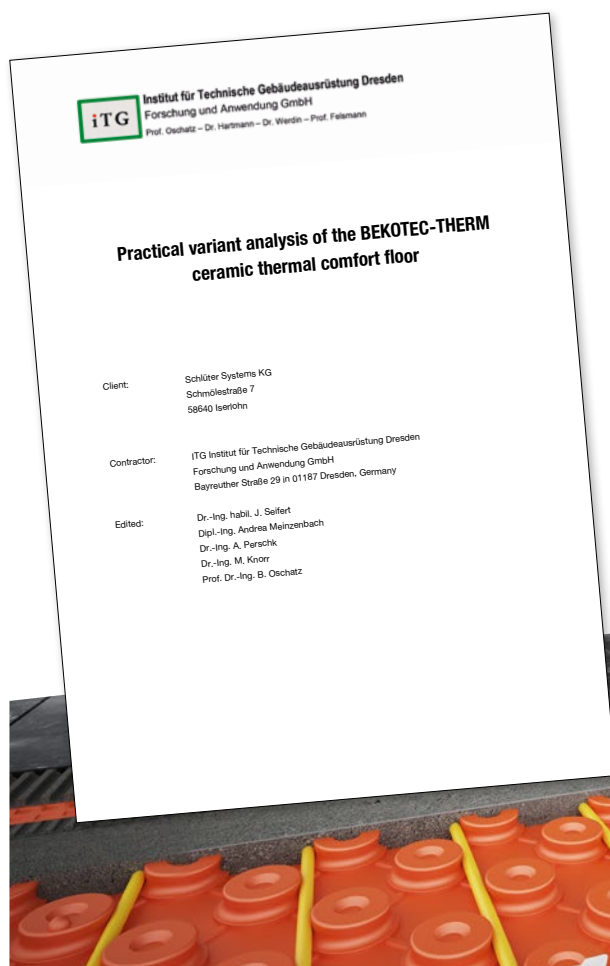 iTG
Institut für Technische Gebäudeausrüstung Dresden
Forschung und Anwendung GmbH
Prof. Oschatz – Dr. Hartmann – Dr. Werdin – Prof. Felsmann
Practical variant analysis of the BEKOTEC-THERM
ceramic thermal comfort floor
Client:
Schlüter Systems KG
Schmölestraße 7
58640 Iserlohn
Contractor:
ITG Institut für Technische Gebäudeausrüstung Dresden
Forschung und Anwendung GmbH
Bayreuther Straße 29 in 01187 Dresden, Germany
Edited:
Dr.-Ing. habil. J. Seifert
Dipl.-Ing. Andrea Meinzenbach
Dr.-Ing. A. Perschk
Dr.-Ing. M. Knorr
Prof. Dr.-Ing. B. Oschatz